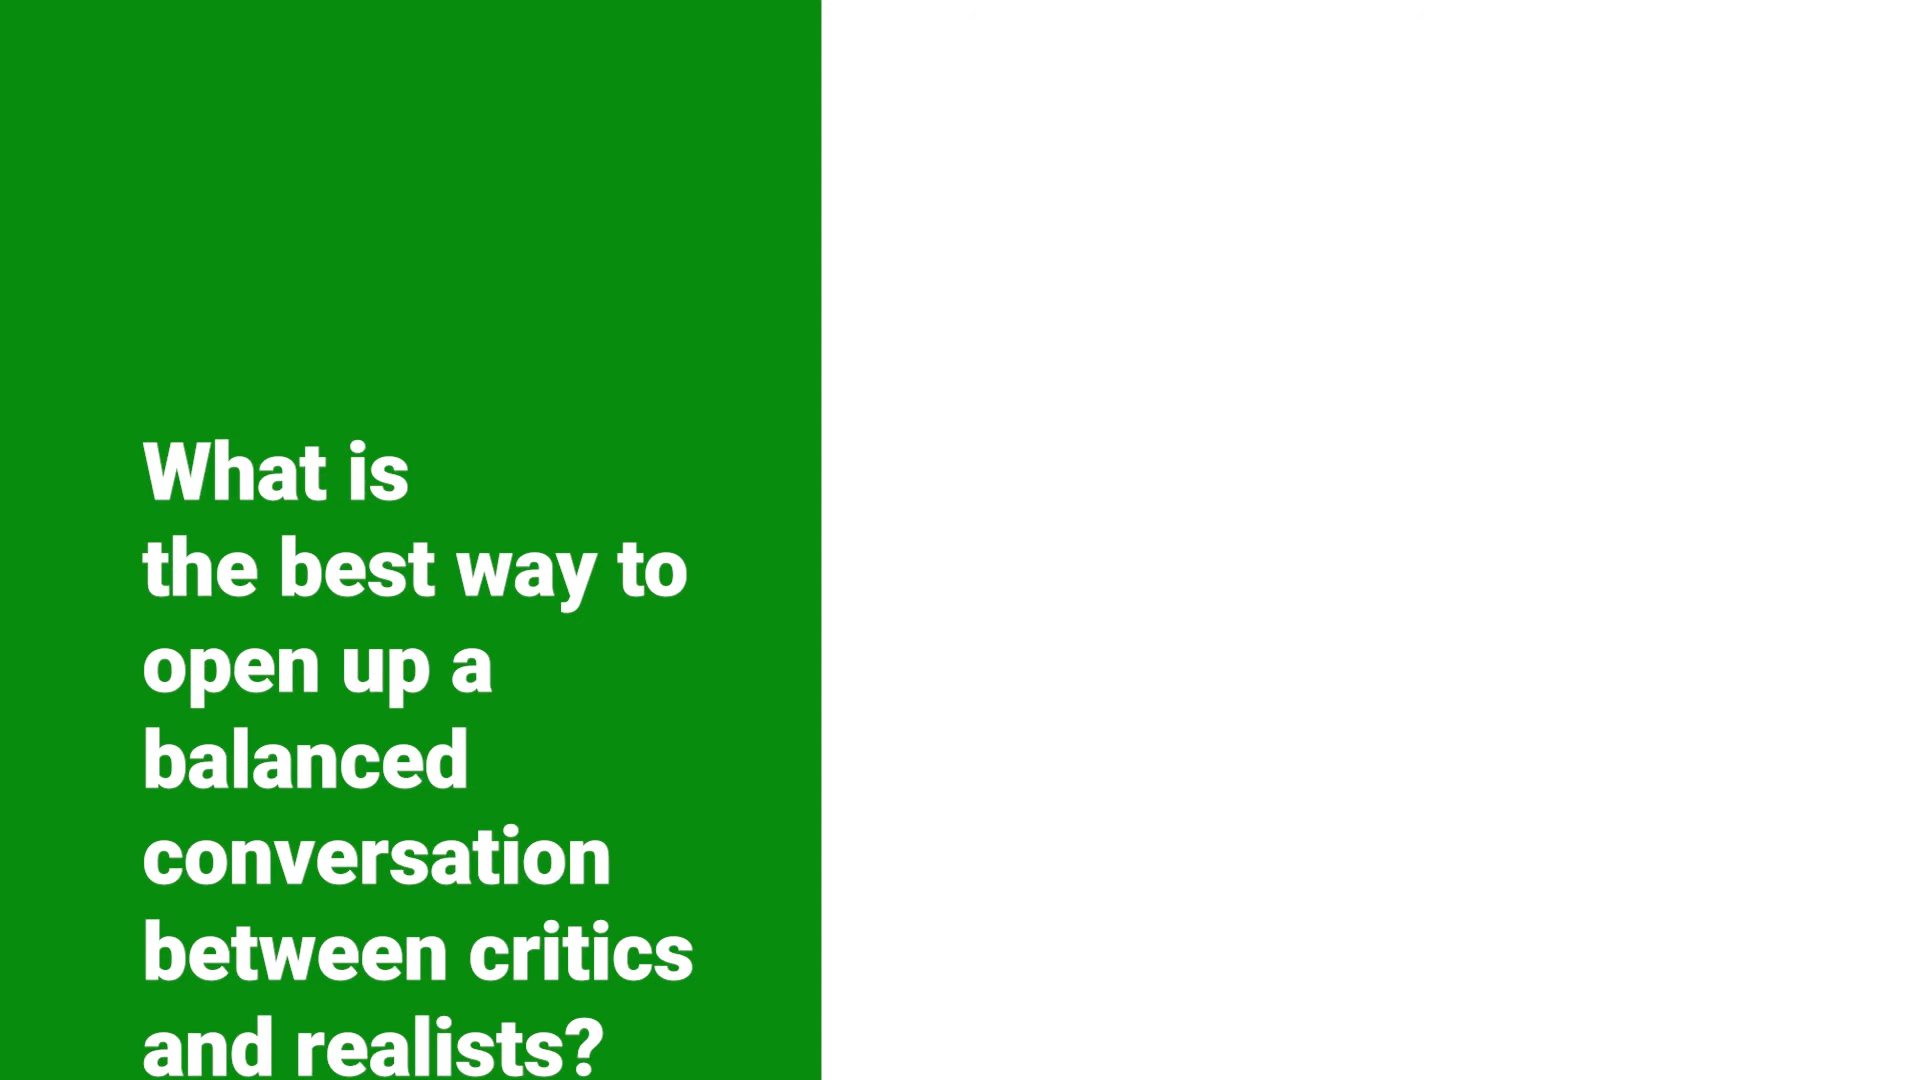 What is
the best way to
open up a
balanced
conversation
between critics
and realists?